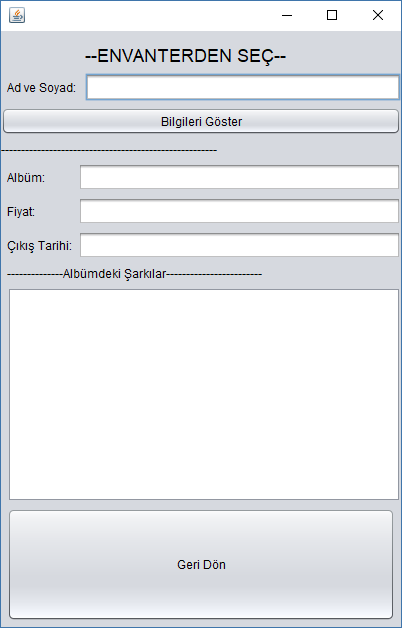 --ENVANTERDEN SEÇ--
Ad ve Soyad:
Bilgileri Göster
------------------------------------------------------
Albüm:
Fiyat:
Çıkış Tarihi:
--------------Albümdeki Şarkılar------------------------
Geri Dön